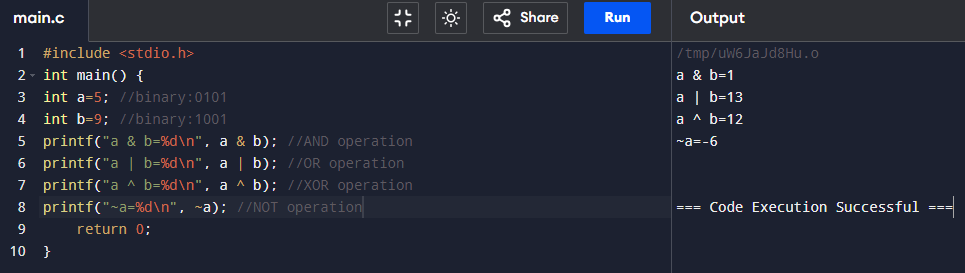 main.c Share Run Output
1 #include <stdio.h>
2 int main() {
3 int a=5; //binary:0101
4 int b=9; //binary:1001
5 printf("a & b=%d\n", a & b); //AND operation
6 printf("a | b=%d\n", a | b); //OR operation
7 printf("a ^ b=%d\n", a ^ b); //XOR operation
8 printf("~a=%d\n", ~a); //NOT operation
9 return 0;
10 }
/tmp/uW6JaJd8Hu.o
a & b=1
a | b=13
a ^ b=12
~a=-6
=== Code Execution Successful ===